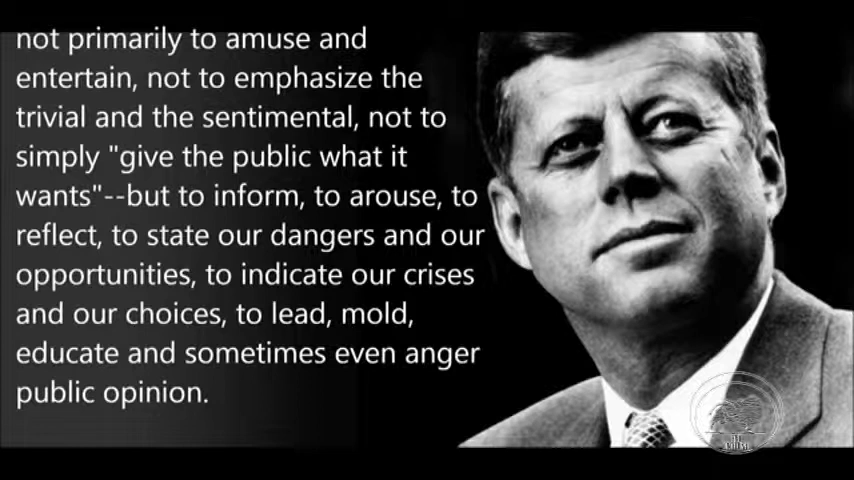 not primarily to amuse and
entertain, not to emphasize the
trivial and the sentimental, not to
simply "give the public what it
wants"--but to inform, to arouse, to
reflect, to state our dangers and our
opportunities, to indicate our crises
and our choices, to lead, mold,
educate and sometimes even anger
public opinion.